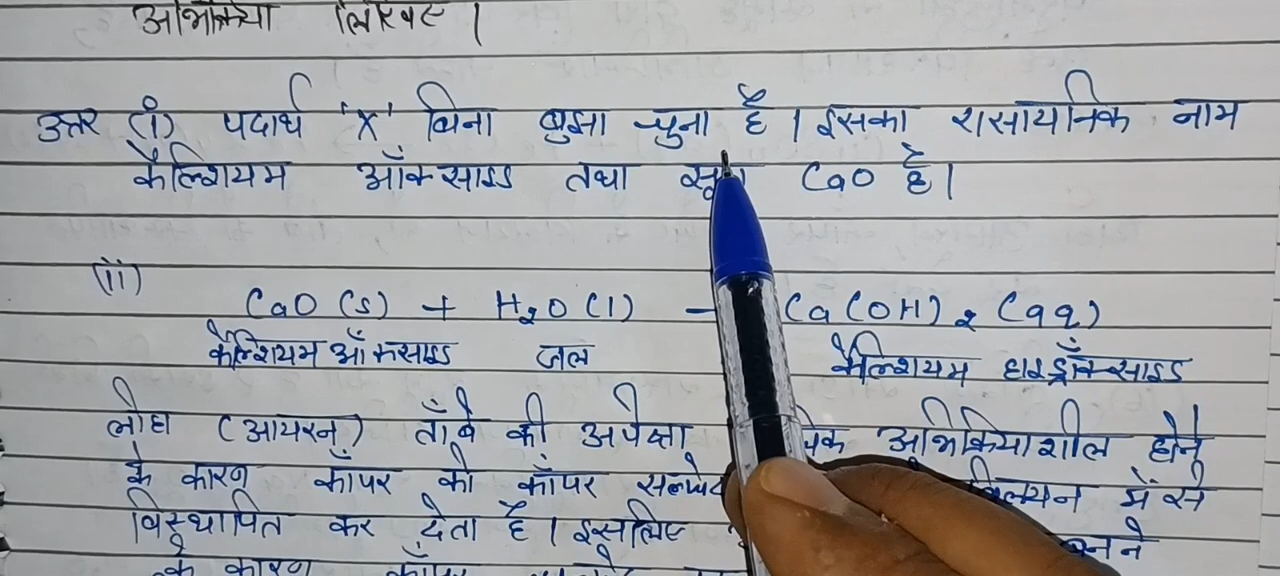 अभिक्रिया लिखिए।
उत्तर (i) पदार्थ 'X' बिना बुझा चुना है। इसका रासायनिक नाम
कैल्शियम ऑक्साइड तथा CaO है।
(ii)
CaO (s) + H₂O (l) Ca(OH)₂ (aq)
कैल्शियम ऑक्साइड जल कैल्शियम हाइड्रॉक्साइड
लोहा (आयरन) ताँबे की अपेक्षा अभिक्रियाशील होने
के कारण कॉपर को कॉपर विलयन में से
विस्थापित कर देता है। इसलिए
के कारण कॉपर